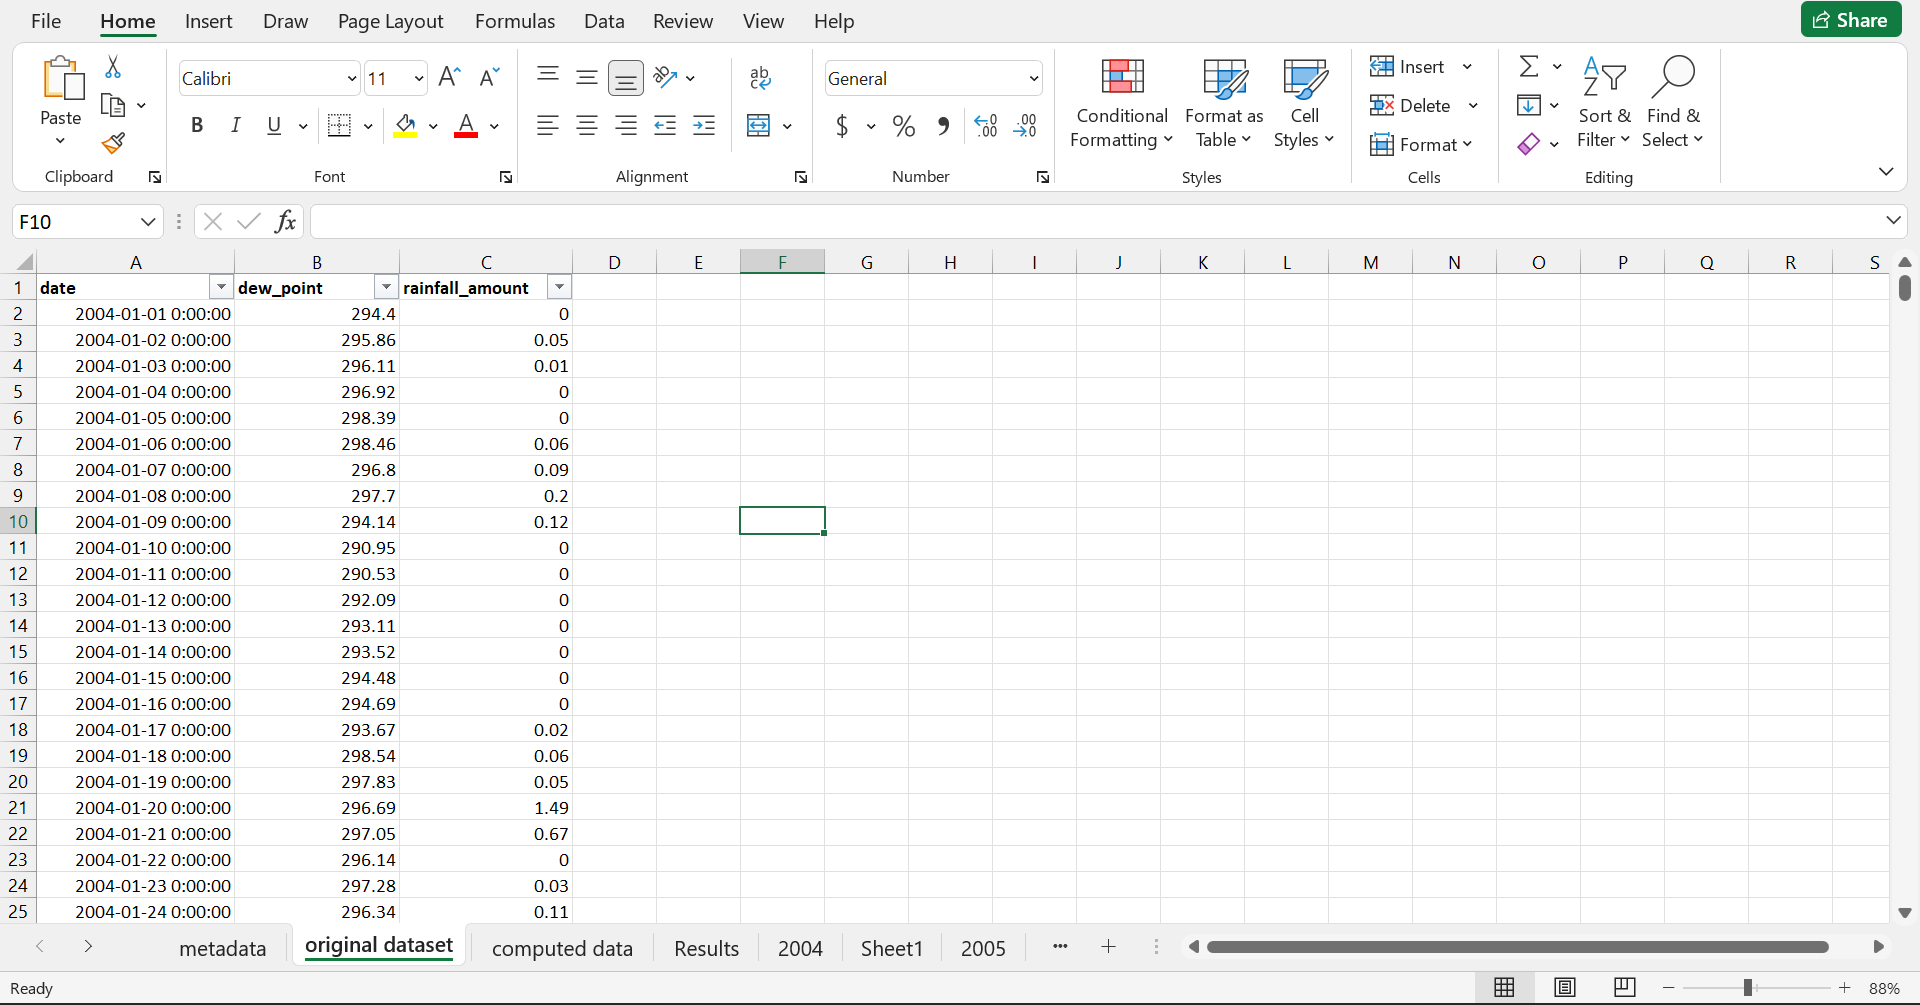 File Home Insert Draw Page Layout Formulas Data Review View Help Share
Calibri 11 General
Paste
Conditional Formatting
Format as Table
Cell Styles
Insert
Delete
Format
Sort & Filter
Find & Select
Clipboard Font Alignment Number Styles Cells Editing
F10 fx
A B C D E F G H I J K L M N O P Q R S
1 date dew_point rainfall_amount
2 2004-01-01 0:00:00 294.4 0
3 2004-01-02 0:00:00 295.86 0.05
4 2004-01-03 0:00:00 296.11 0.01
5 2004-01-04 0:00:00 296.92 0
6 2004-01-05 0:00:00 298.39 0
7 2004-01-06 0:00:00 298.46 0.06
8 2004-01-07 0:00:00 296.8 0.09
9 2004-01-08 0:00:00 297.7 0.2
10 2004-01-09 0:00:00 294.14 0.12
11 2004-01-10 0:00:00 290.95 0
12 2004-01-11 0:00:00 290.53 0
13 2004-01-12 0:00:00 292.09 0
14 2004-01-13 0:00:00 293.11 0
15 2004-01-14 0:00:00 293.52 0
16 2004-01-15 0:00:00 294.48 0
17 2004-01-16 0:00:00 294.69 0
18 2004-01-17 0:00:00 293.67 0.02
19 2004-01-18 0:00:00 298.54 0.06
20 2004-01-19 0:00:00 297.83 0.05
21 2004-01-20 0:00:00 296.69 1.49
22 2004-01-21 0:00:00 297.05 0.67
23 2004-01-22 0:00:00 296.14 0
24 2004-01-23 0:00:00 297.28 0.03
25 2004-01-24 0:00:00 296.34 0.11
metadata original dataset computed data Results 2004 Sheet1 2005
Ready 88%